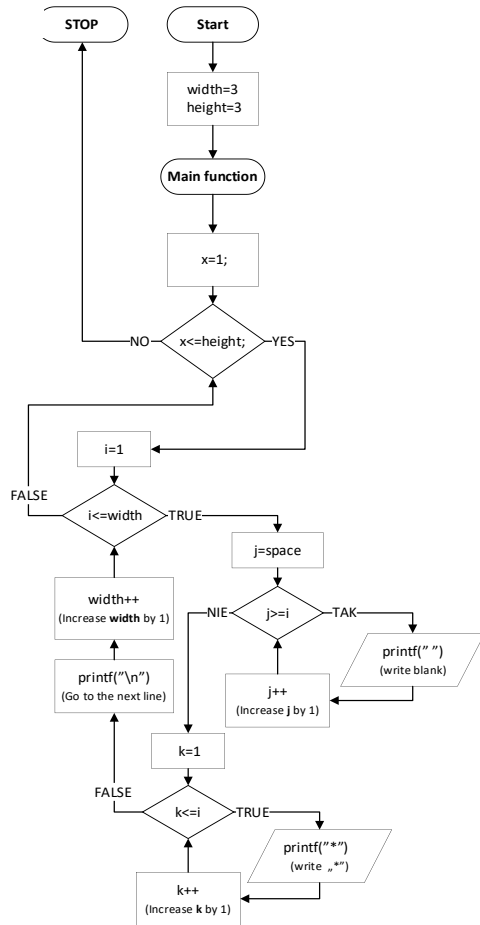 STOP
Start
width=3
height=3
Main function
x=1;
NO
x<=height;
YES
i=1
FALSE
i<=width
TRUE
j=space
width++
(Increase width by 1)
NIE
j>=i
TAK
printf(" ")
(write blank)
printf("\n")
(Go to the next line)
j++
(Increase j by 1)
k=1
FALSE
k<=i
TRUE
printf("*")
(write „*”)
k++
(Increase k by 1)